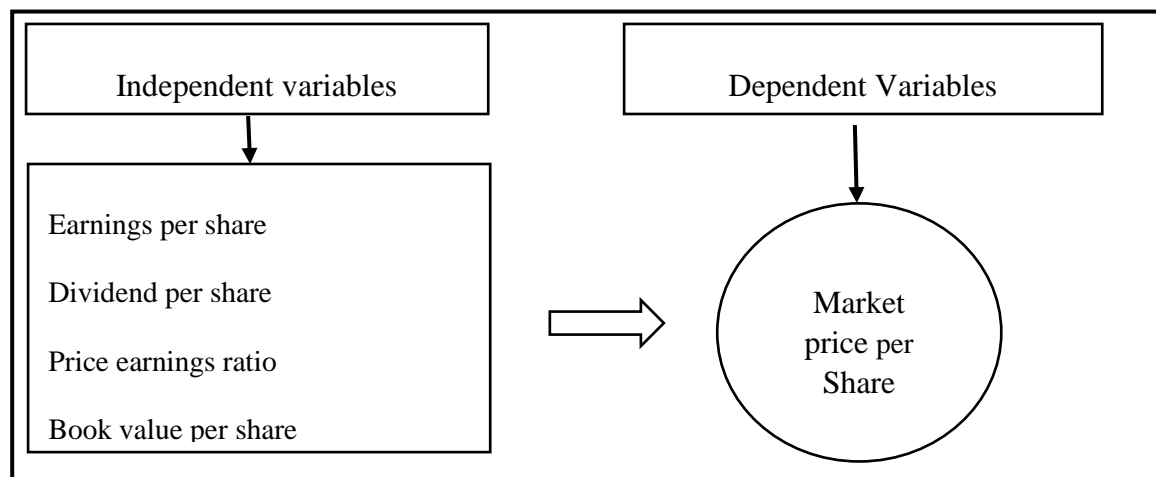 Independent variables
Dependent Variables
Earnings per share
Dividend per share
Price earnings ratio
Book value per share
Market
price per
Share